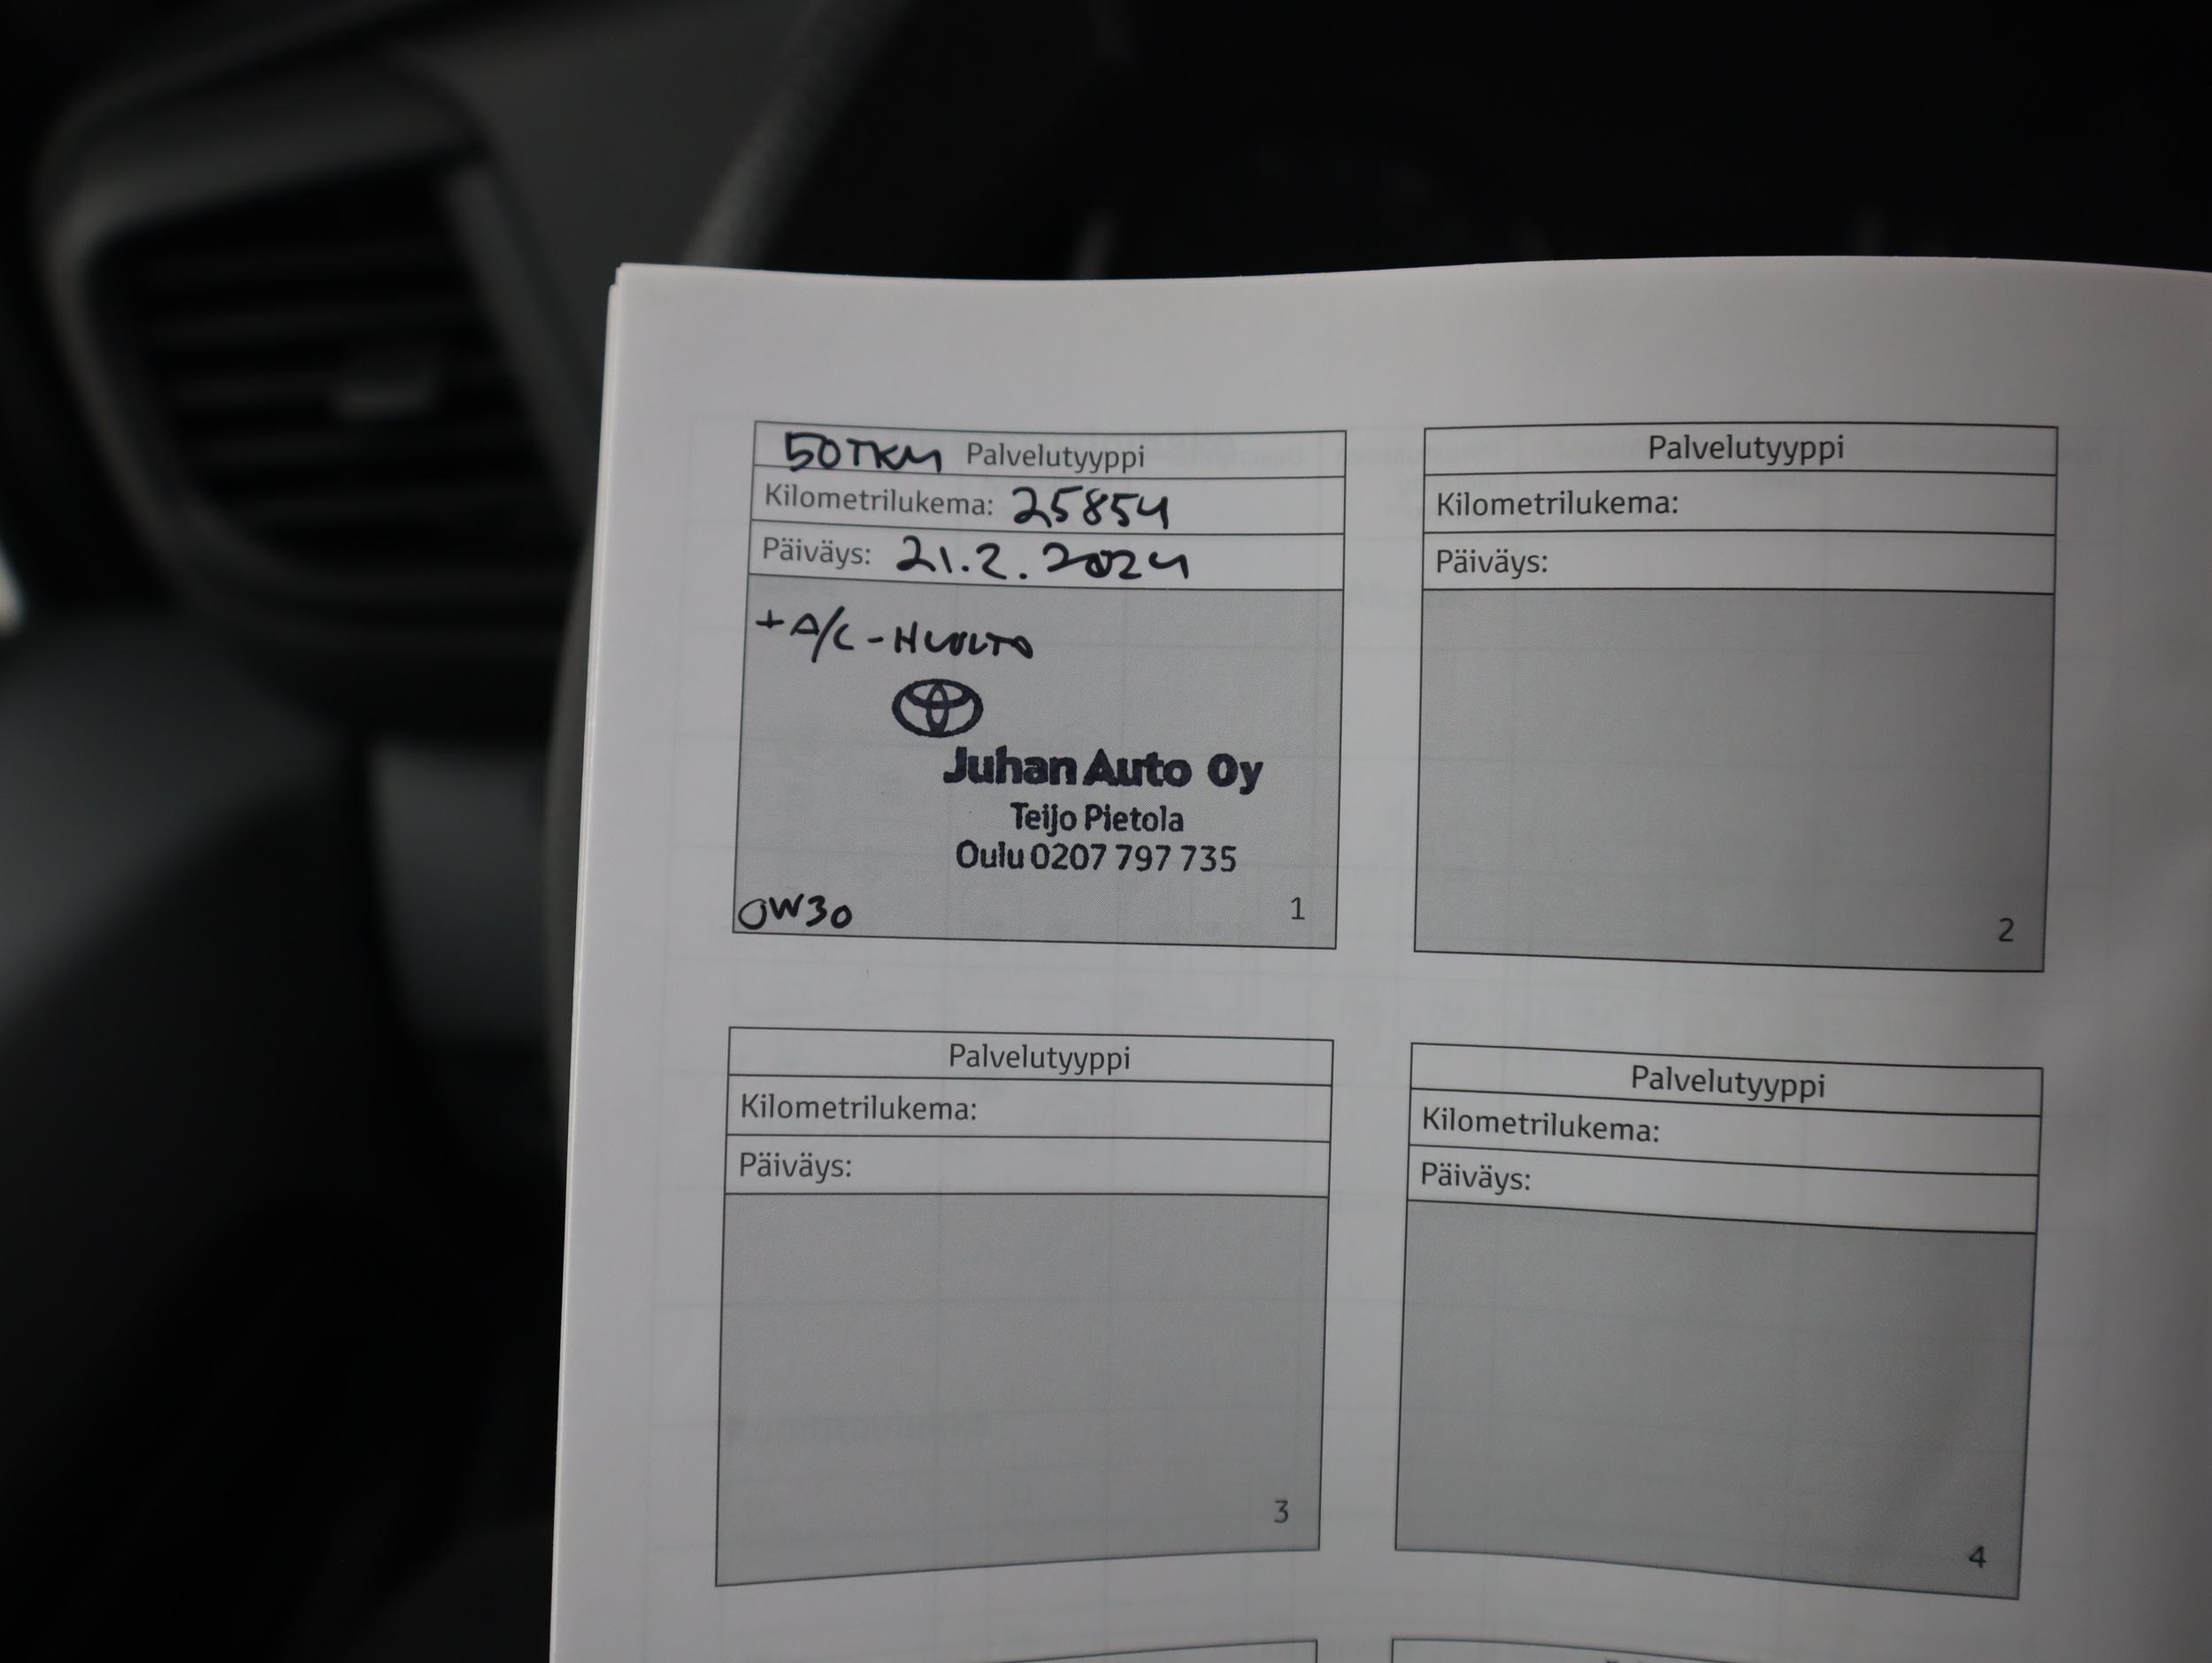 50TKM Palvelutyyppi
Kilometrilukema: 25854
Päiväys: 21.2.2024
+ A/C - HUOLTO
Juhan Auto Oy
Teijo Pietola
Oulu 0207 797 735
0W30
1
Palvelutyyppi
Kilometrilukema:
Päiväys:
2
Palvelutyyppi
Kilometrilukema:
Päiväys:
3
Palvelutyyppi
Kilometrilukema:
Päiväys:
4